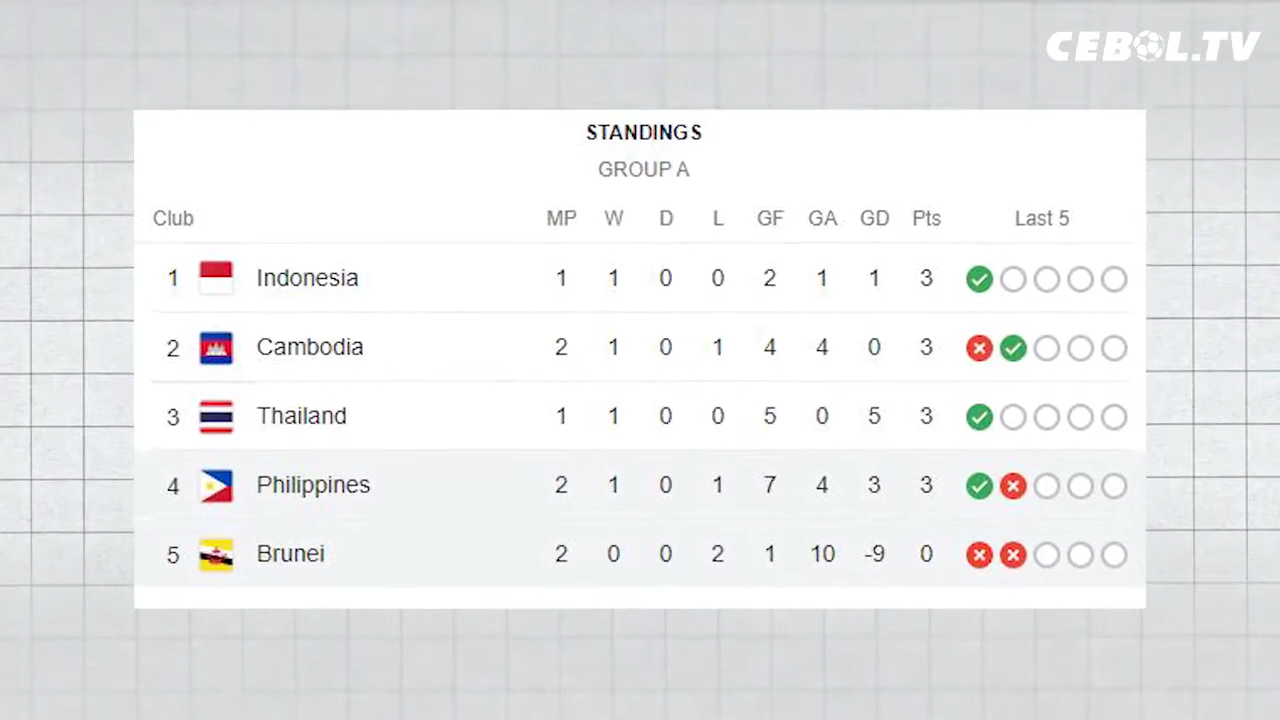 CEBOL.TV
STANDINGS
GROUP A
Club MP W D L GF GA GD Pts Last 5
1 Indonesia 1 1 0 0 2 1 1 3
2 Cambodia 2 1 0 1 4 4 0 3
3 Thailand 1 1 0 0 5 0 5 3
4 Philippines 2 1 0 1 7 4 3 3
5 Brunei 2 0 0 2 1 10 -9 0